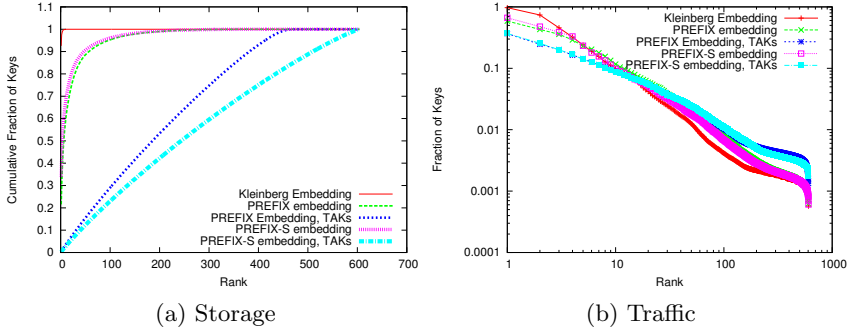 Cumulative Fraction of Keys
1.1
1
0.9
0.8
0.7
0.6
0.5
0.4
0.3
0.2
0.1
0
Kleinberg Embedding
PREFIX embedding
PREFIX Embedding, TAKs
PREFIX-S embedding
PREFIX-S embedding, TAKs
0 100 200 300 400 500 600 700
Rank
(a) Storage
Fraction of Keys
1
0.1
0.01
0.001
0.0001
Kleinberg Embedding
PREFIX embedding
PREFIX Embedding, TAKs
PREFIX-S embedding
PREFIX-S embedding, TAKs
1 10 100 1000
Rank
(b) Traffic